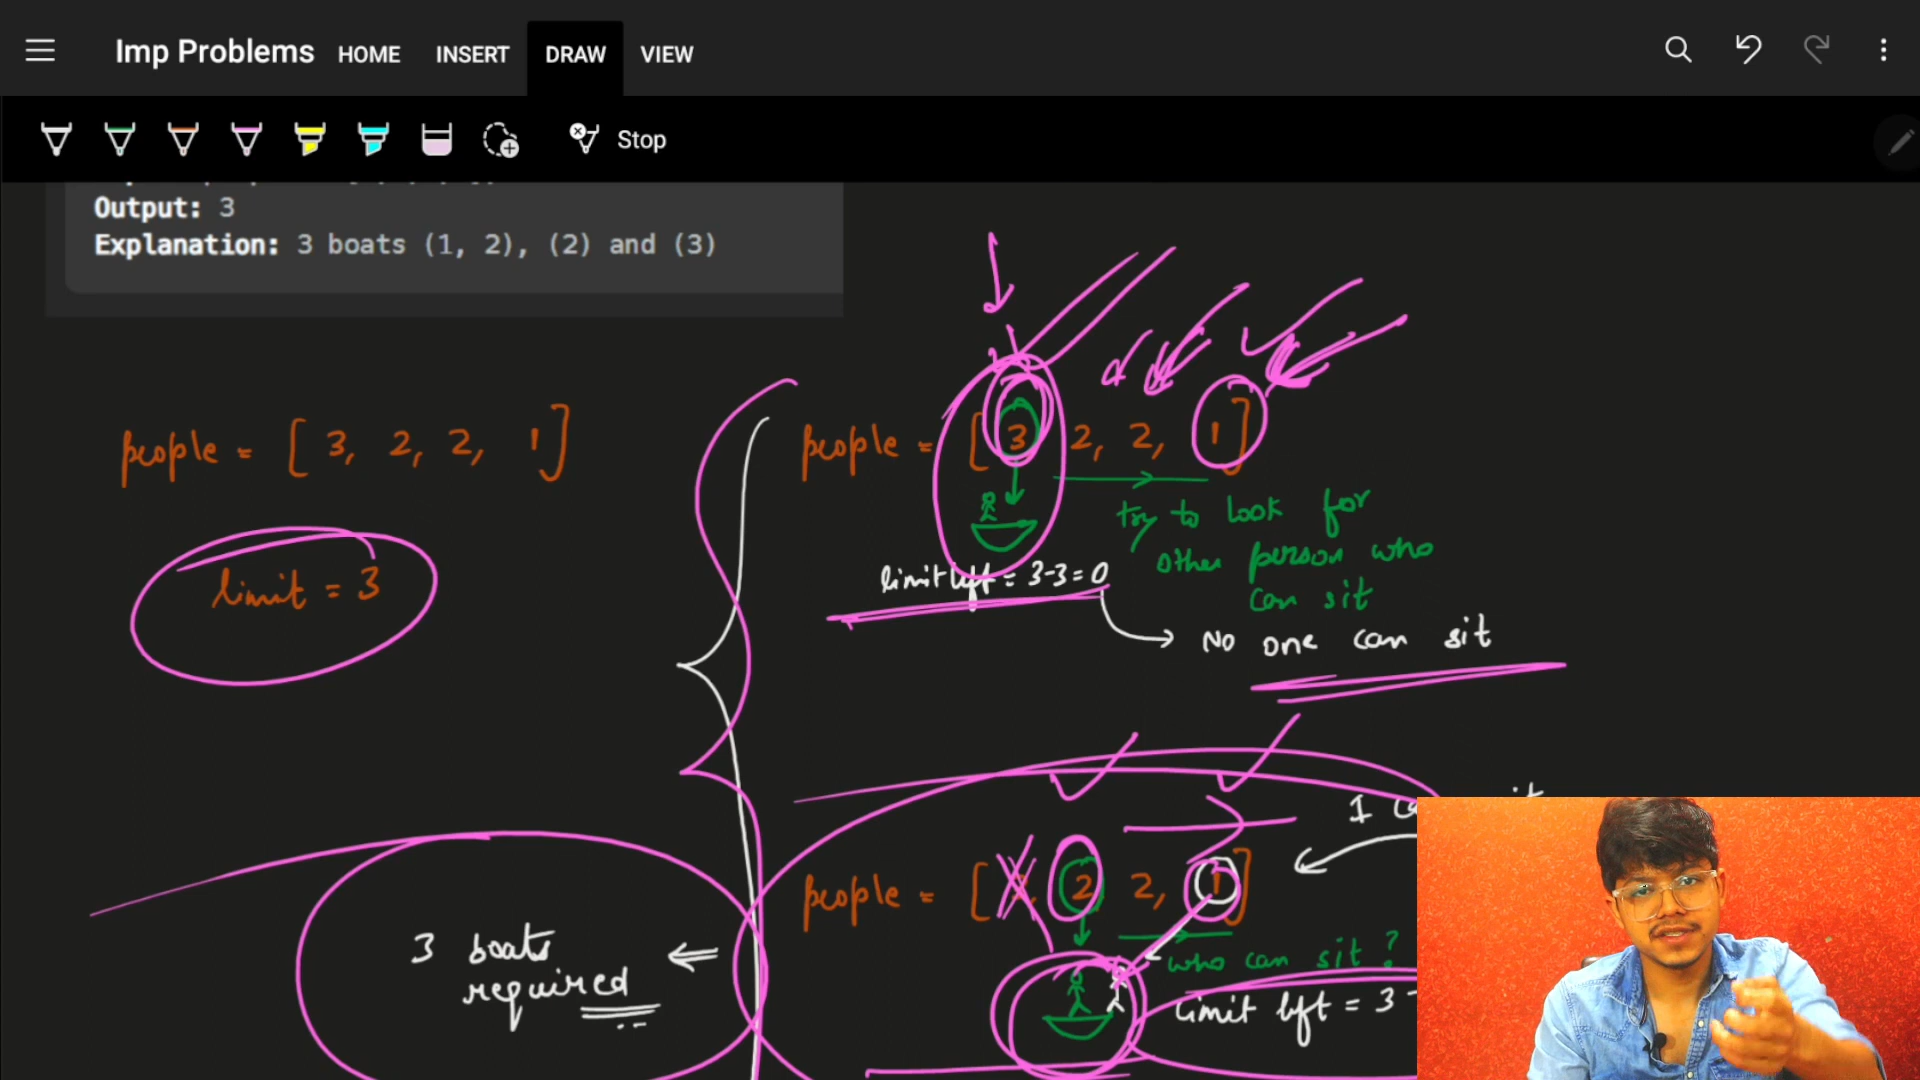 Imp Problems HOME INSERT DRAW VIEW
Stop
Output: 3
Explanation: 3 boats (1, 2), (2) and (3)
people = [3, 2, 2, 1]
limit = 3
people = [3 2, 2, 1]
try to look for
other person who
can sit
limit left = 3-3=0
No one can sit
I
people = [ 2 2, 1]
who can sit ?
limit left = 3 -
3 boats
required